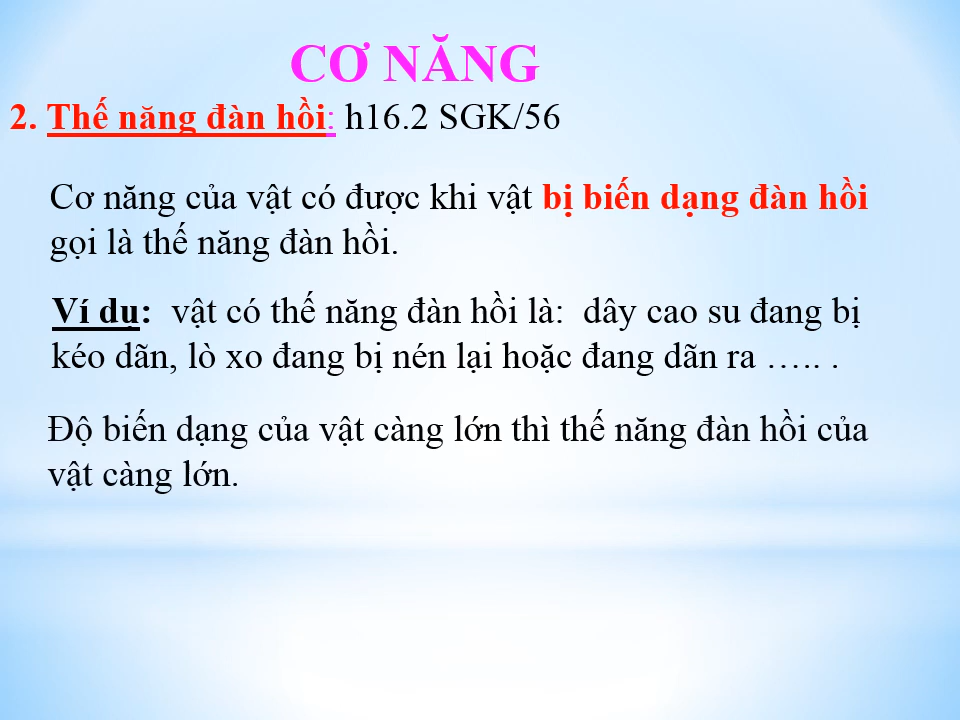 CƠ NĂNG
2. Thế năng đàn hồi: h16.2 SGK/56
Cơ năng của vật có được khi vật bị biến dạng đàn hồi
gọi là thế năng đàn hồi.
Ví dụ: vật có thế năng đàn hồi là: dây cao su đang bị
kéo dãn, lò xo đang bị nén lại hoặc đang dãn ra ….. .
Độ biến dạng của vật càng lớn thì thế năng đàn hồi của
vật càng lớn.